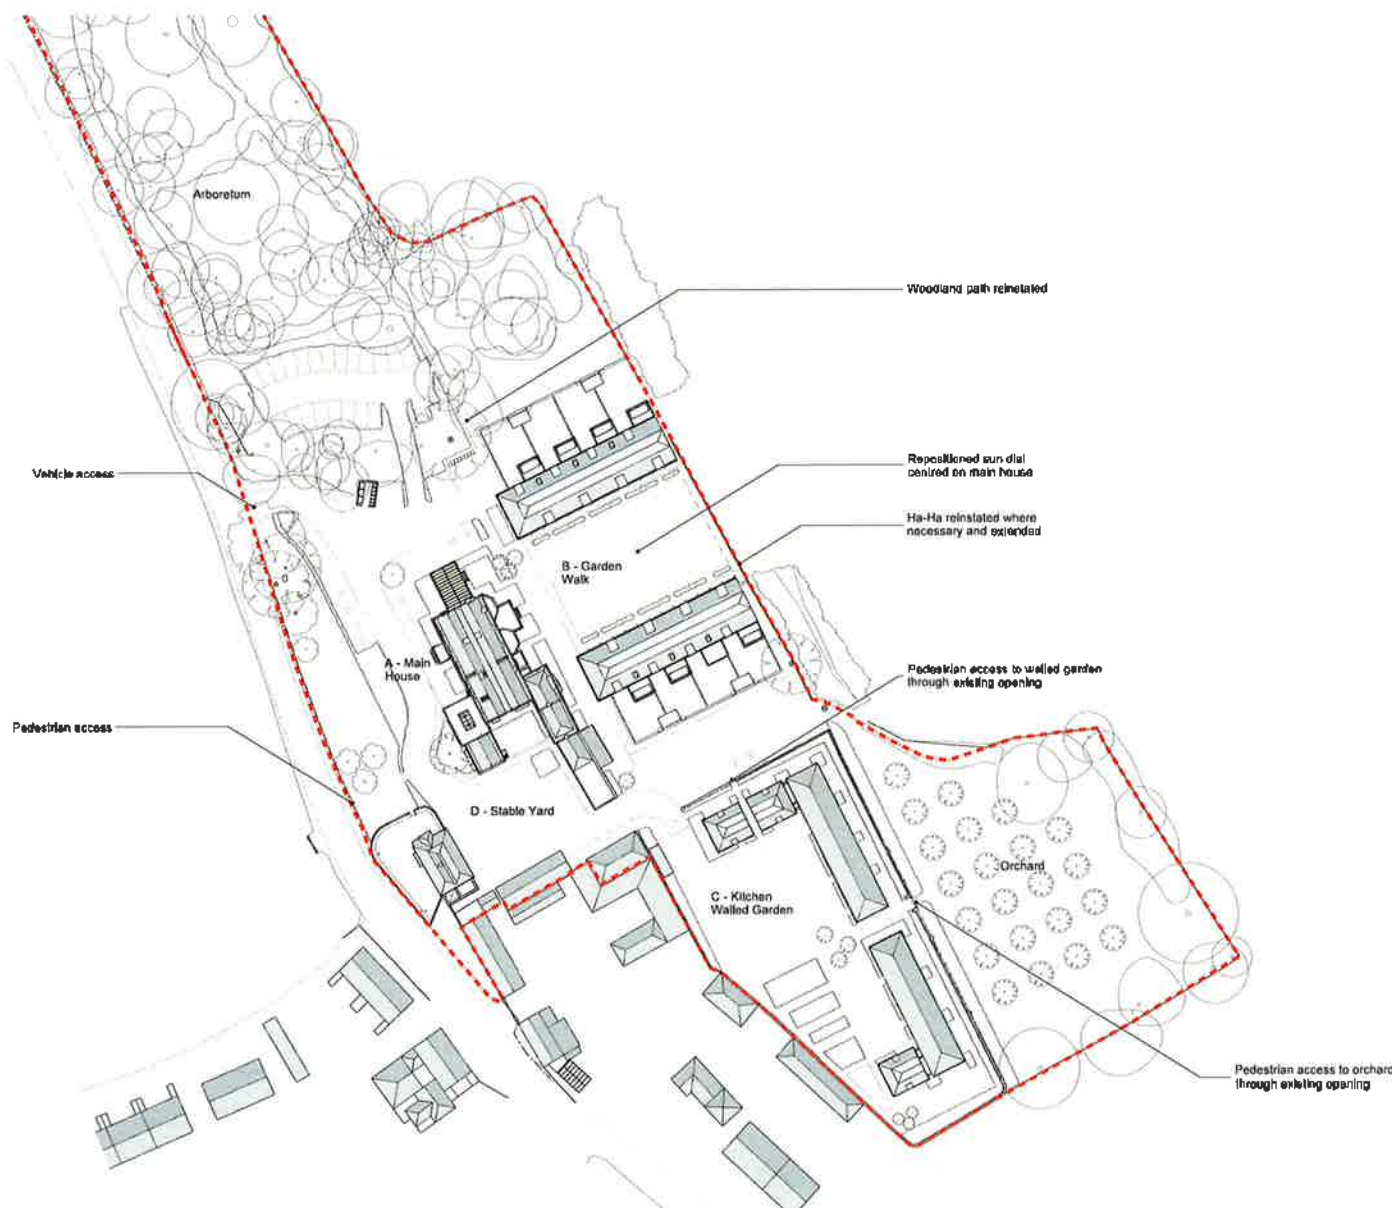 Arboretum
Woodland path reinstated
Vehicle access
Repositioned sun dial
centred on main house
Ha-Ha reinstated where
necessary and extended
B - Garden
Walk
A - Main
House
Pedestrian access to walled garden
through existing opening
Pedestrian access
D - Stable Yard
Orchard
C - Kitchen
Walled Garden
Pedestrian access to orchard
through existing opening